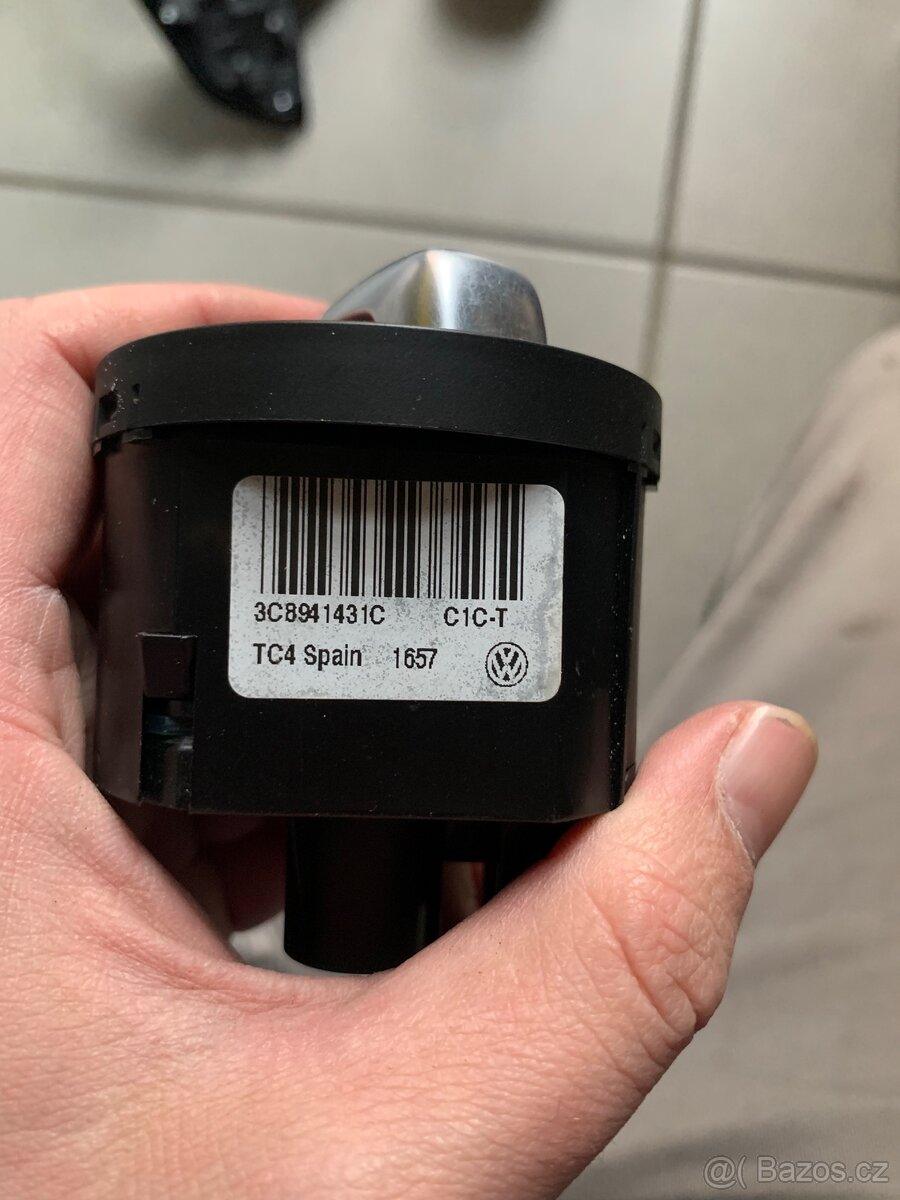 3C8941431C C1C-T
TC4 Spain 1657
@( Bazos.cz